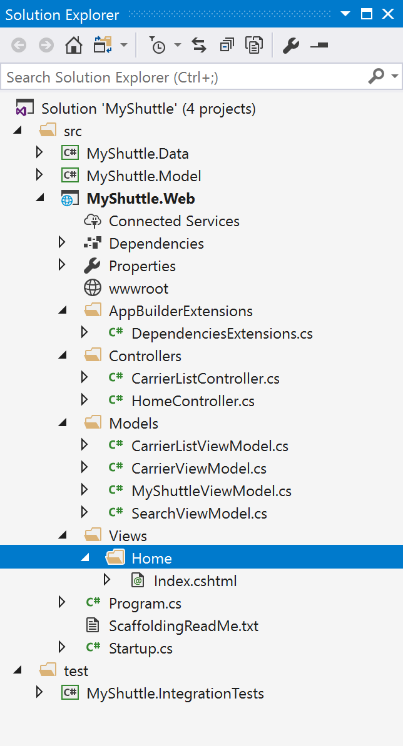 Solution Explorer
Search Solution Explorer (Ctrl+;)
Solution 'MyShuttle' (4 projects)
src
C# MyShuttle.Data
C# MyShuttle.Model
MyShuttle.Web
Connected Services
Dependencies
Properties
wwwroot
AppBuilderExtensions
C# DependenciesExtensions.cs
Controllers
C# CarrierListController.cs
C# HomeController.cs
Models
C# CarrierListViewModel.cs
C# CarrierViewModel.cs
C# MyShuttleViewModel.cs
C# SearchViewModel.cs
Views
Home
Index.cshtml
C# Program.cs
ScaffoldingReadMe.txt
C# Startup.cs
test
C# MyShuttle.IntegrationTests